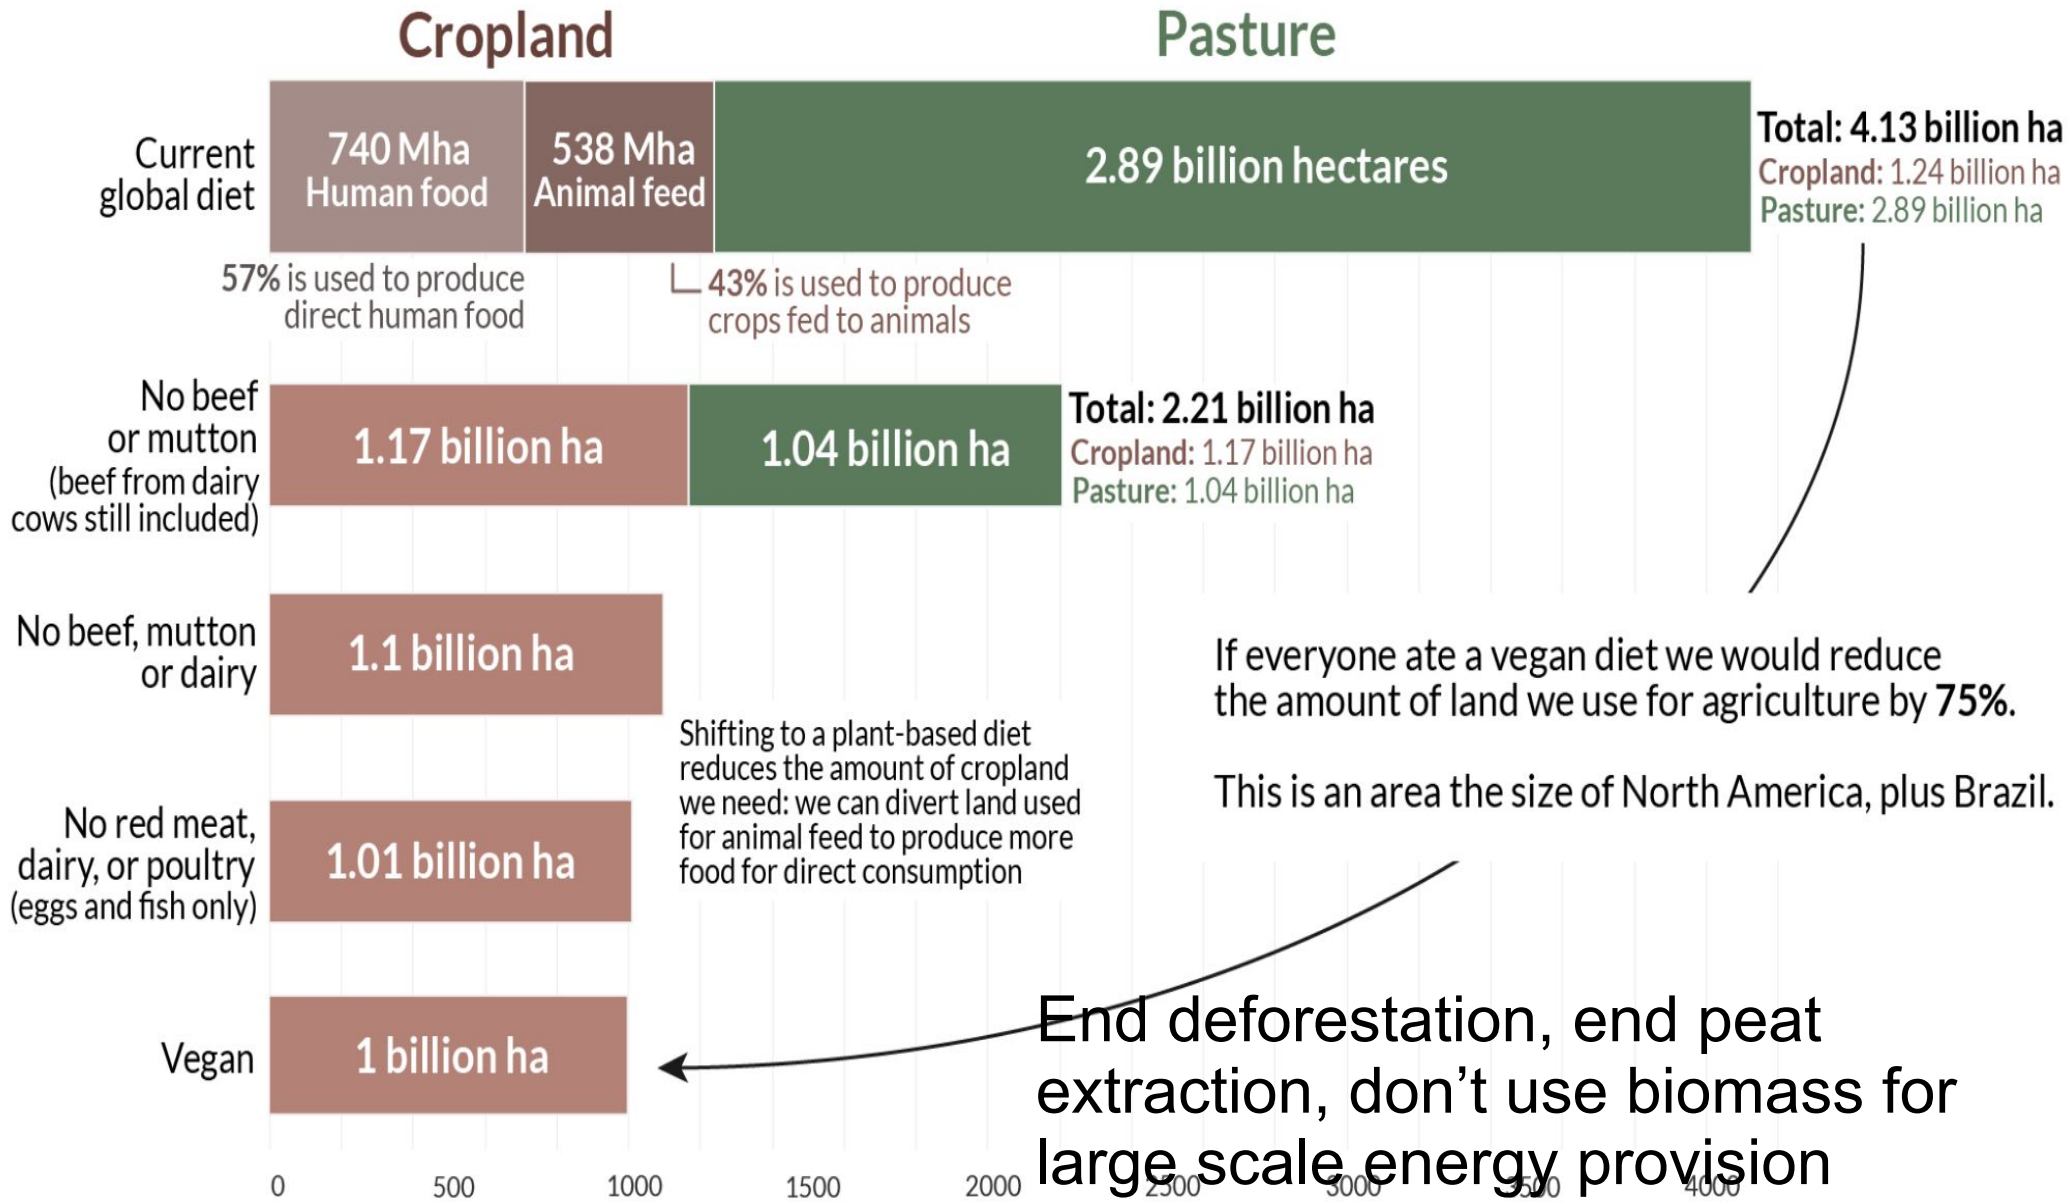 Cropland
Pasture
Current
global diet
740 Mha
Human food
538 Mha
Animal feed
2.89 billion hectares
Total: 4.13 billion ha
Cropland: 1.24 billion ha
Pasture: 2.89 billion ha
57% is used to produce
direct human food
43% is used to produce
crops fed to animals
No beef
or mutton
(beef from dairy
cows still included)
1.17 billion ha
1.04 billion ha
Total: 2.21 billion ha
Cropland: 1.17 billion ha
Pasture: 1.04 billion ha
No beef, mutton
or dairy
1.1 billion ha
If everyone ate a vegan diet we would reduce
the amount of land we use for agriculture by 75%.
This is an area the size of North America, plus Brazil.
Shifting to a plant-based diet
reduces the amount of cropland
we need: we can divert land used
for animal feed to produce more
food for direct consumption
No red meat,
dairy, or poultry
(eggs and fish only)
1.01 billion ha
Vegan
1 billion ha
End deforestation, end peat
extraction, don’t use biomass for
large scale energy provision
0 500 1000 1500 2000 2500 3000 3500 4000